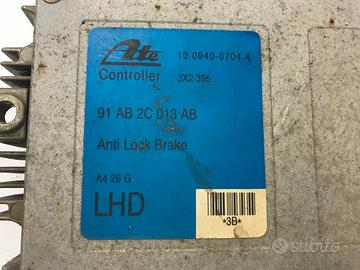 Ate
10.0940-0704.4
Controller
3X2 395
91 AB 2C 013 AB
Anti Lock Brake
A4 26 G
LHD
*3B*
subito